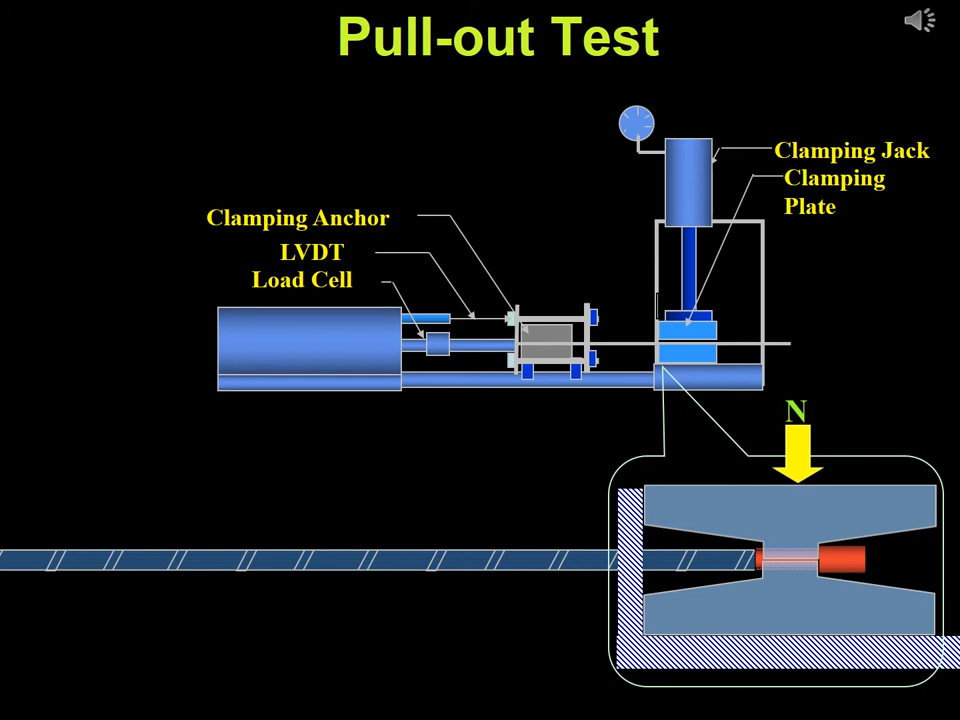 Pull-out Test
Clamping Jack
Clamping
Plate
Clamping Anchor
LVDT
Load Cell
N